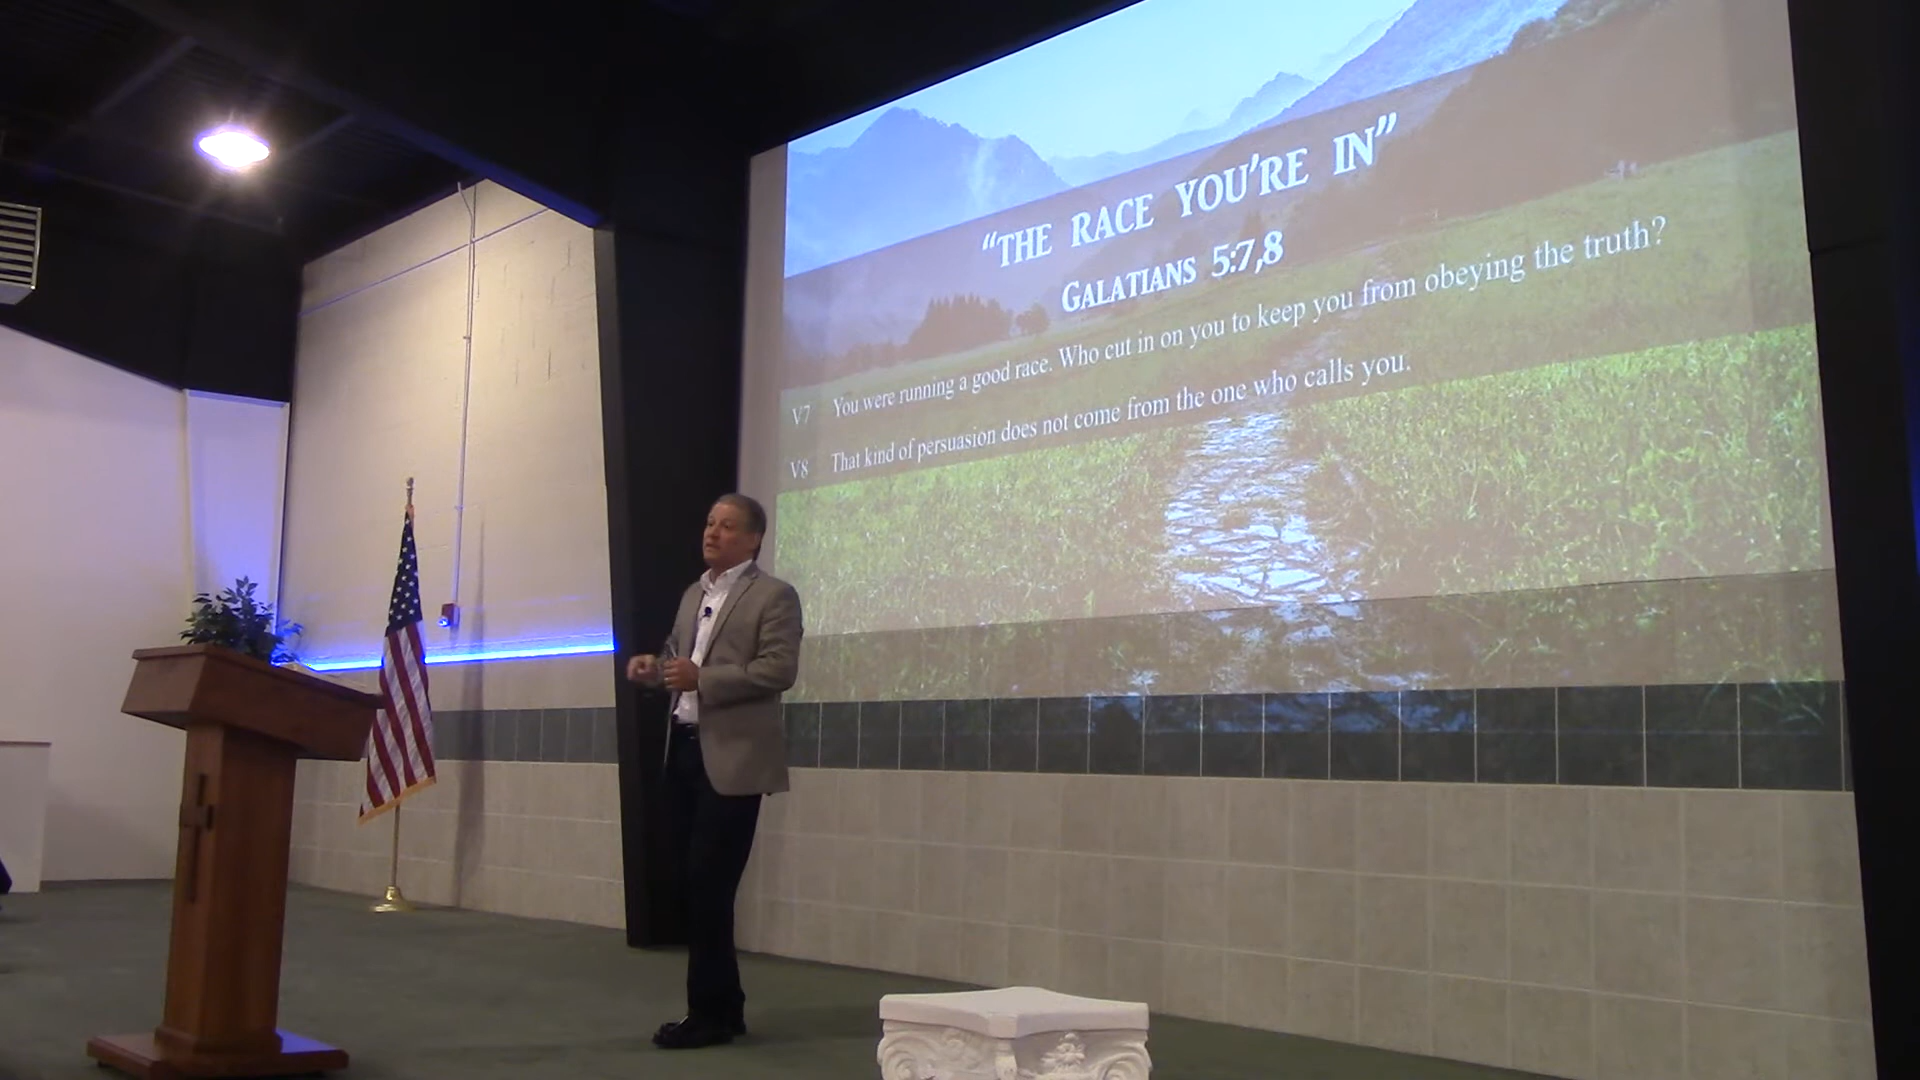 “THE RACE YOU’RE IN”
GALATIANS 5:7,8
V7 You were running a good race. Who cut in on you to keep you from obeying the truth?
V8 That kind of persuasion does not come from the one who calls you.